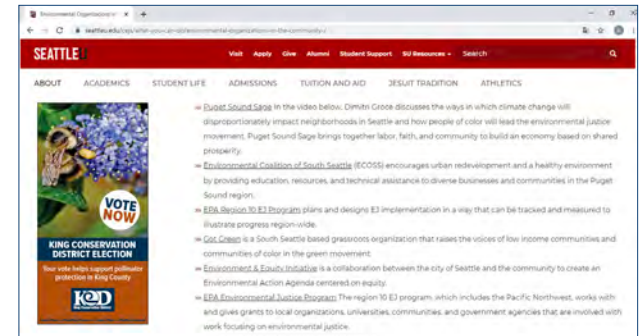 Environmental Organizations in
seattleu.edu/cejs/what-you-can-do/environmental-organizations-in-the-community-/
SEATTLEU
Visit Apply Give Alumni Student Support SU Resources Search
ABOUT ACADEMICS STUDENT LIFE ADMISSIONS TUITION AND AID JESUIT TRADITION ATHLETICS
Puget Sound Sage In the video below, Dimitri Groce discusses the ways in which climate change will
disproportionately impact neighborhoods in Seattle and how people of color will lead the environmental justice
movement. Puget Sound Sage brings together labor, faith, and community to build an economy based on shared
prosperity.
Environmental Coalition of South Seattle (ECOSS) encourages urban redevelopment and a healthy environment
by providing education, resources, and technical assistance to diverse businesses and communities in the Puget
Sound region.
EPA Region 10 EJ Program plans and designs EJ implementation in a way that can be tracked and measured to
illustrate progress region-wide.
Got Green is a South Seattle based grassroots organization that raises the voices of low income communities and
communities of color in the green movement.
Environment & Equity Initiative is a collaboration between the city of Seattle and the community to create an
Environmental Action Agenda centered on equity.
EPA Environmental Justice Program The region 10 EJ program, which includes the Pacific Northwest, works with
and gives grants to local organizations, universities, communities, and government agencies that are involved with
work focusing on environmental justice.
VOTE
NOW
KING CONSERVATION
DISTRICT ELECTION
Your vote helps support pollinator
protection in King County
KCD